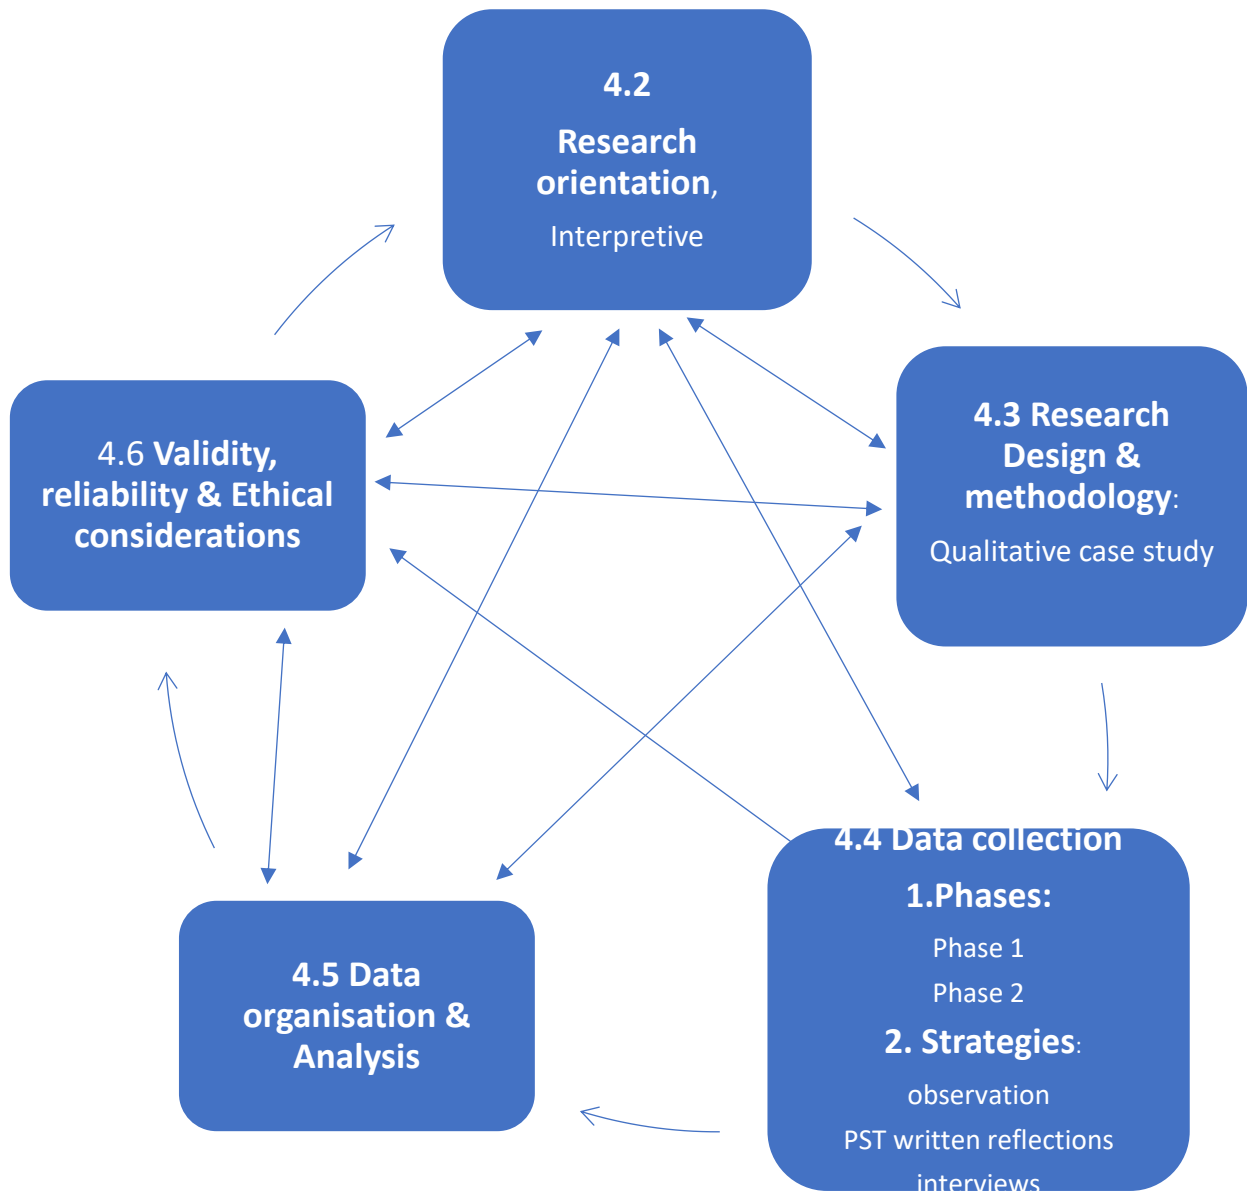 4.2
Research
orientation,
Interpretive
4.3 Research
Design &
methodology:
Qualitative case study
4.4 Data collection
1.Phases:
Phase 1
Phase 2
2. Strategies:
observation
PST written reflections
interviews
4.5 Data
organisation &
Analysis
4.6 Validity,
reliability & Ethical
considerations